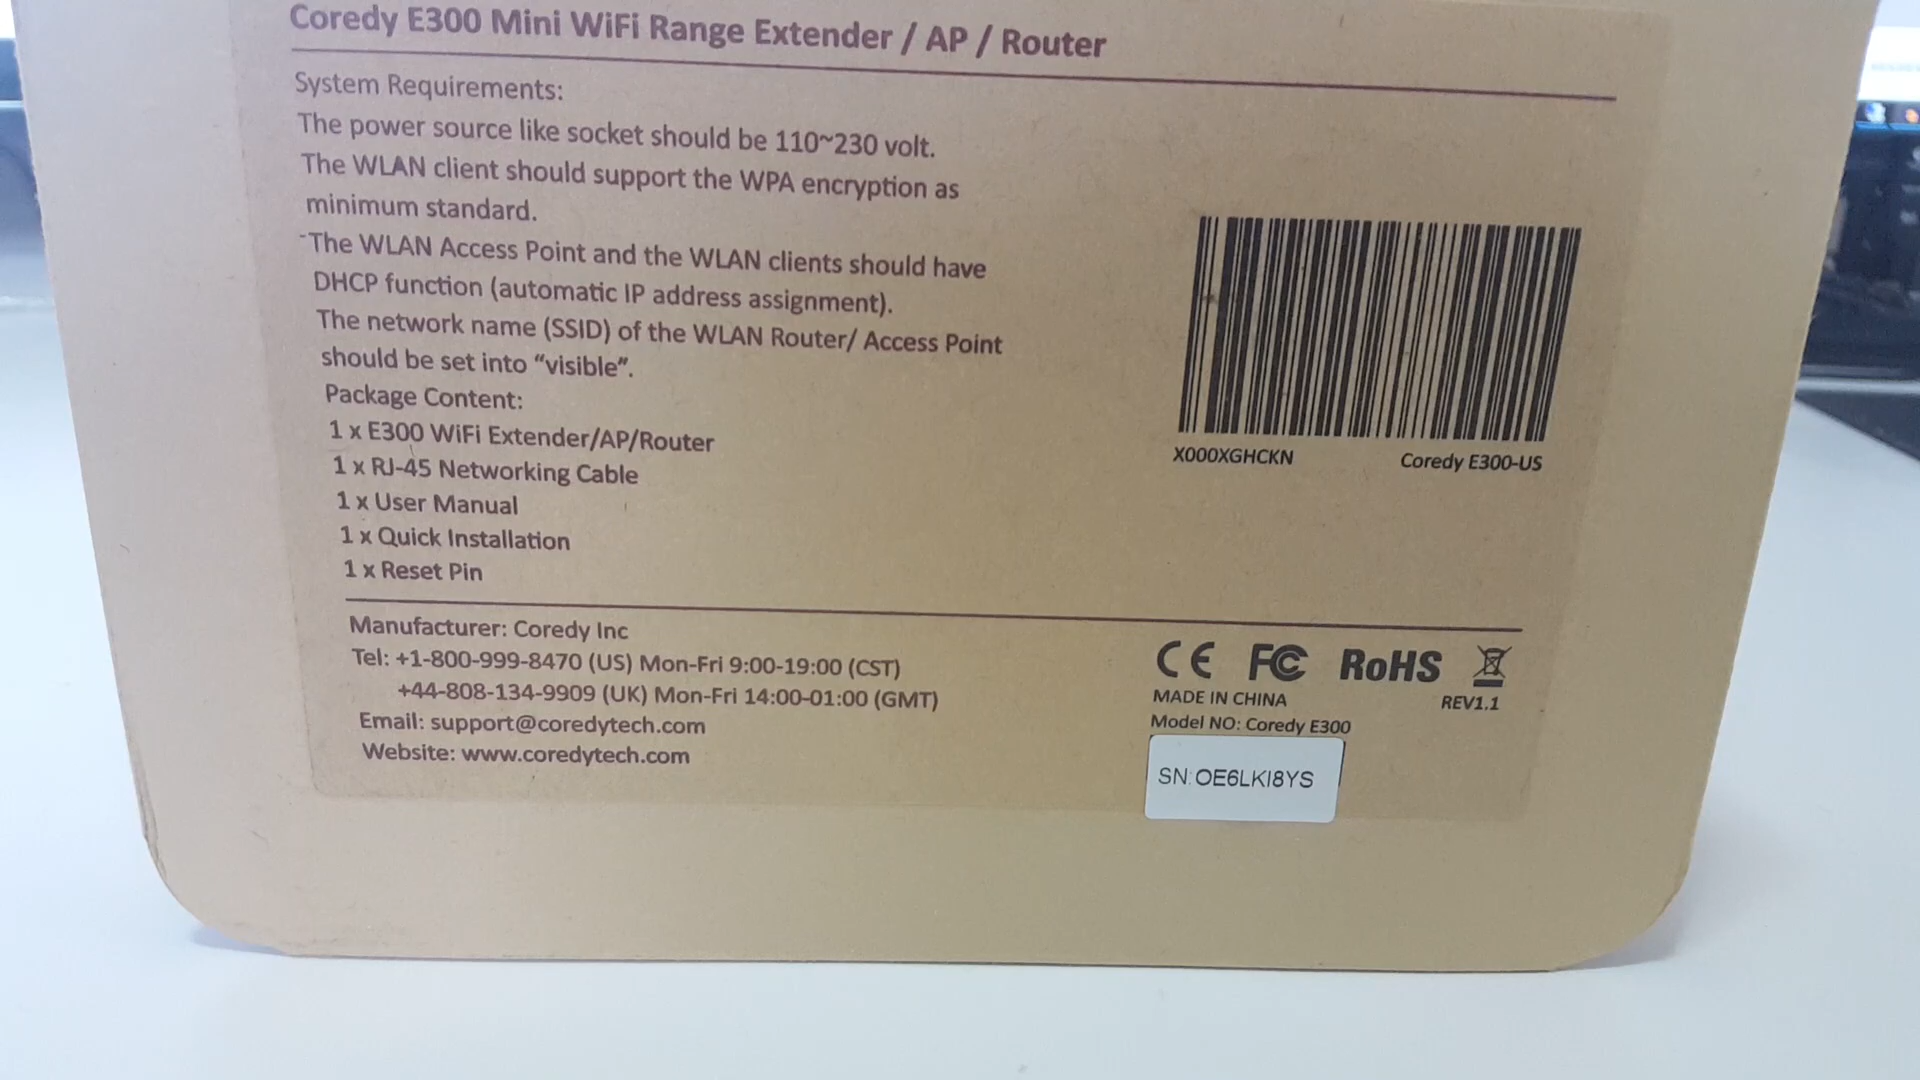 Coredy E300 Mini WiFi Range Extender / AP / Router
System Requirements:
The power source like socket should be 110~230 volt.
The WLAN client should support the WPA encryption as
minimum standard.
-The WLAN Access Point and the WLAN clients should have
DHCP function (automatic IP address assignment).
The network name (SSID) of the WLAN Router/ Access Point
should be set into “visible”.
Package Content:
1 x E300 WiFi Extender/AP/Router
1 x RJ-45 Networking Cable
1 x User Manual
1 x Quick Installation
1 x Reset Pin
X000XGHCKN
Coredy E300-US
Manufacturer: Coredy Inc
Tel: +1-800-999-8470 (US) Mon-Fri 9:00-19:00 (CST)
+44-808-134-9909 (UK) Mon-Fri 14:00-01:00 (GMT)
Email: support@coredytech.com
Website: www.coredytech.com
CE FC RoHS
MADE IN CHINA
REV1.1
Model NO: Coredy E300
SN:OE6LKI8YS